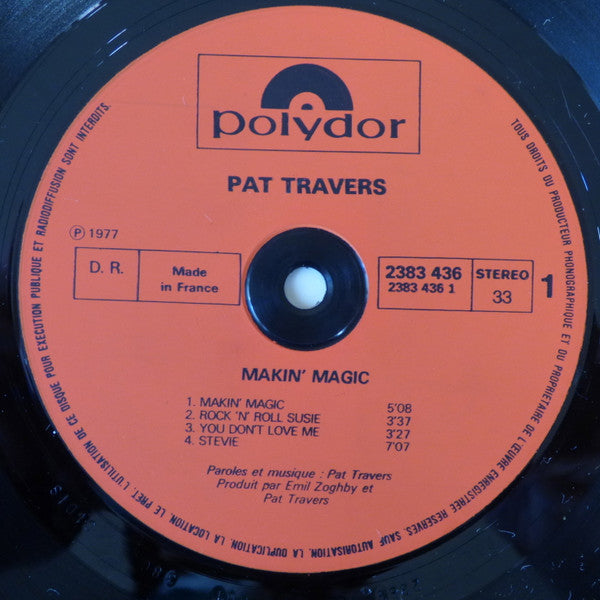 polydor
PAT TRAVERS
℗ 1977
D. R.
Made
in France
2383 436
2383 436 1
STEREO
33
1
MAKIN' MAGIC
1. MAKIN' MAGIC 5'08
2. ROCK 'N' ROLL SUSIE 3'37
3. YOU DON'T LOVE ME 3'27
4. STEVIE 7'07
Paroles et musique : Pat Travers
Produit par Emil Zoghby et
Pat Travers
TOUS DROITS DU PRODUCTEUR PHONOGRAPHIQUE ET DU PROPRIETAIRE DE L'ŒUVRE ENREGISTREE RESERVES. SAUF AUTORISATION, LA DUPLICATION, LA LOCATION, LE PRET, L'UTILISATION DE CE DISQUE POUR EXECUTION PUBLIQUE ET RADIODIFFUSION SONT INTERDITS.